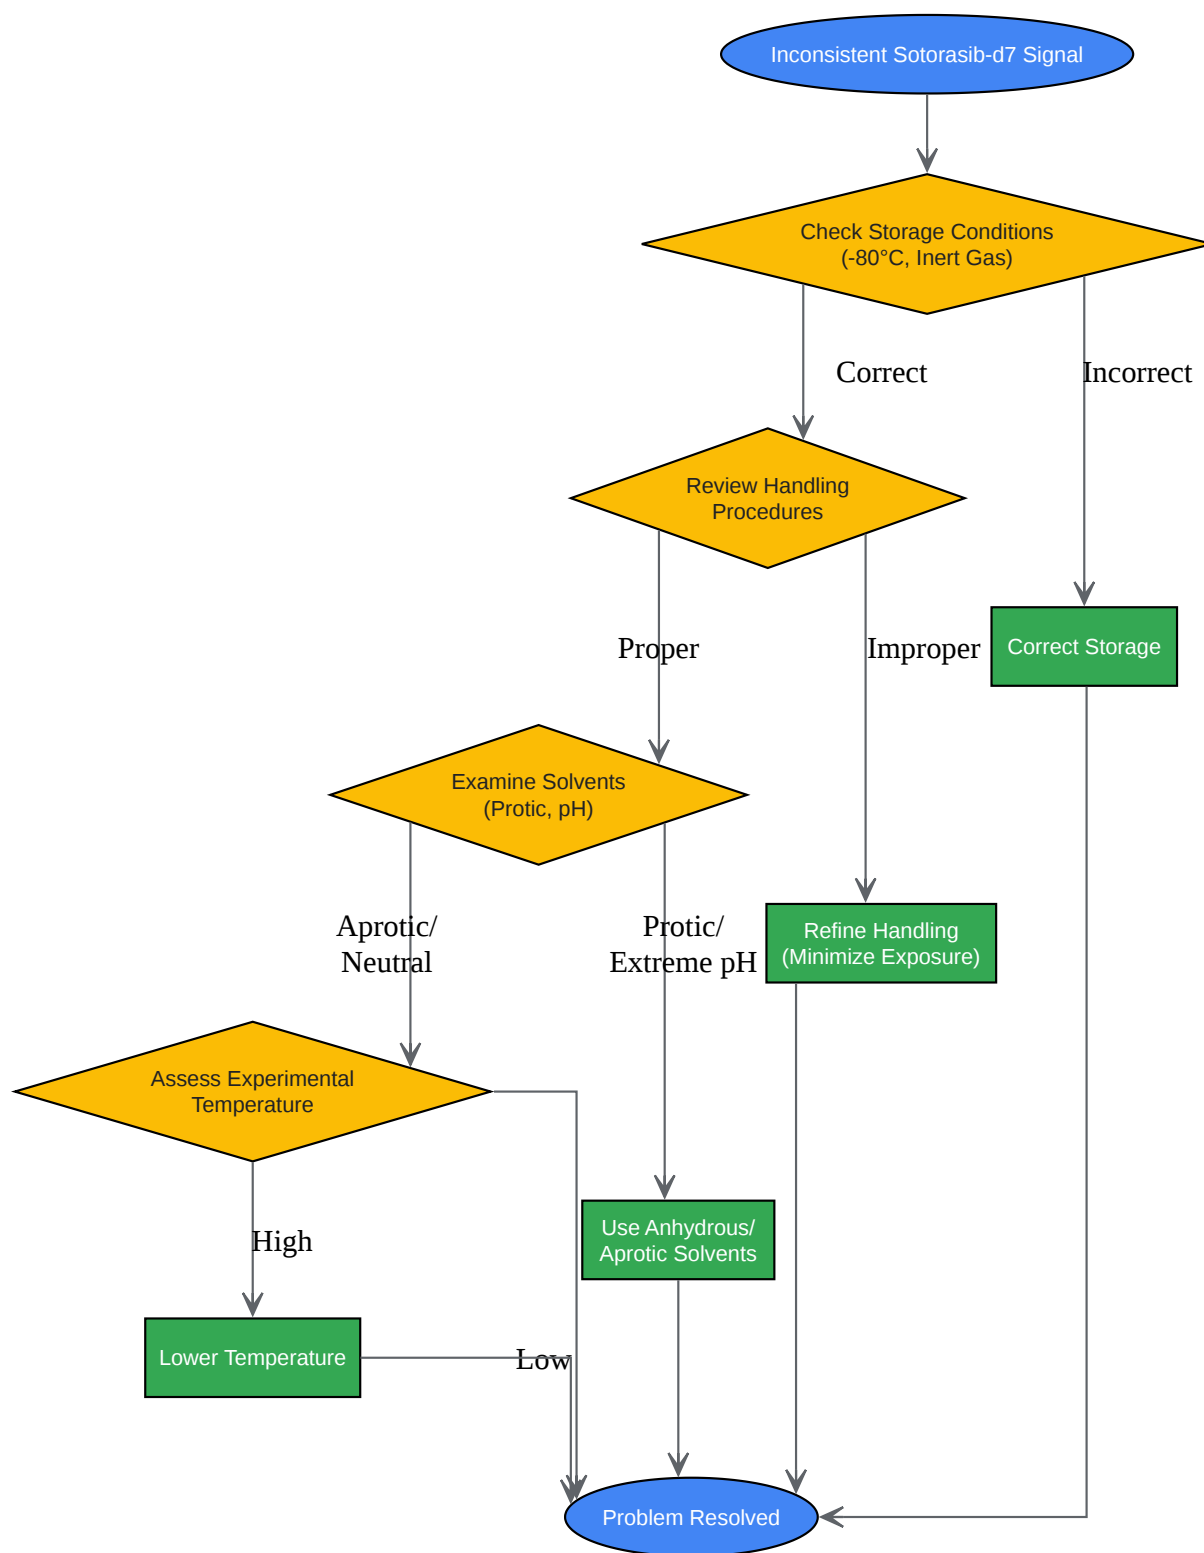 Inconsistent Sotorasib-d7 Signal
Check Storage Conditions
(-80°C, Inert Gas)
Correct
Incorrect
Review Handling
Procedures
Proper
Improper
Correct Storage
Examine Solvents
(Protic, pH)
Aprotic/
Neutral
Protic/
Extreme pH
Refine Handling
(Minimize Exposure)
Assess Experimental
Temperature
High
Use Anhydrous/
Aprotic Solvents
Lower Temperature
Low
Problem Resolved